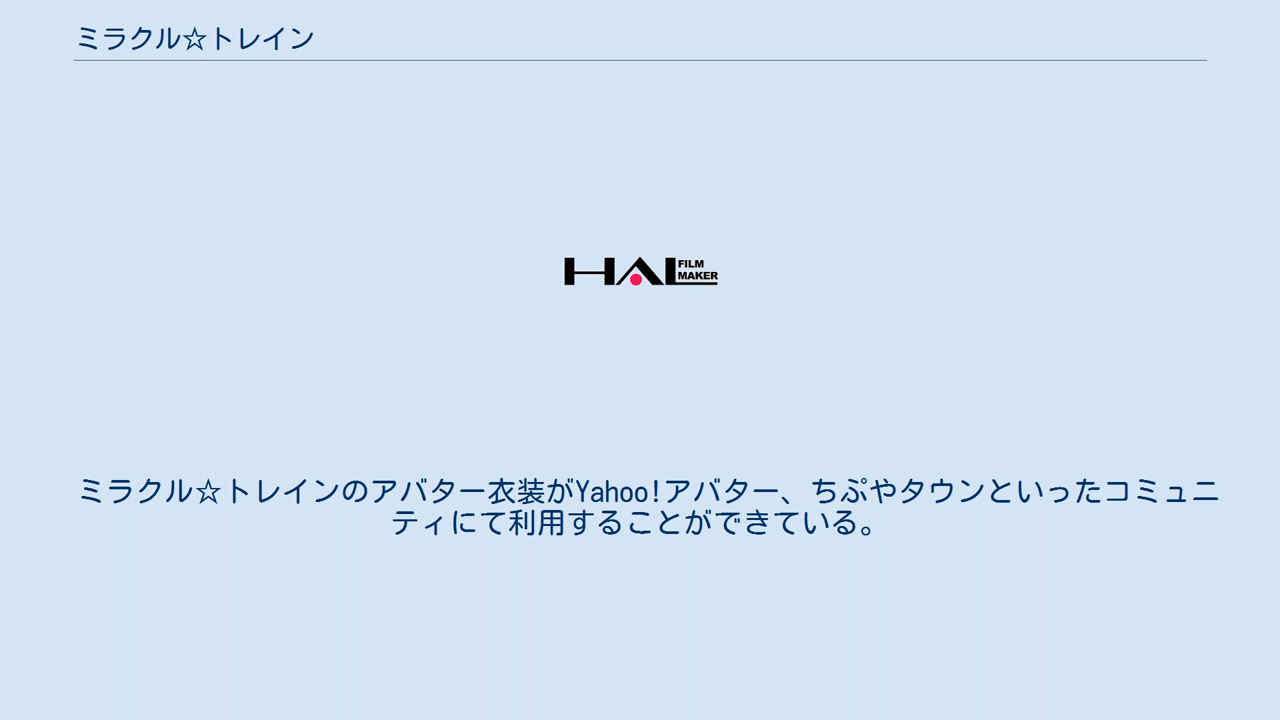 ミラクル☆トレイン
HAL FILM
MAKER
ミラクル☆トレインのアバター衣装がYahoo!アバター、ちぷやタウンといったコミュニ
ティにて利用することができている。